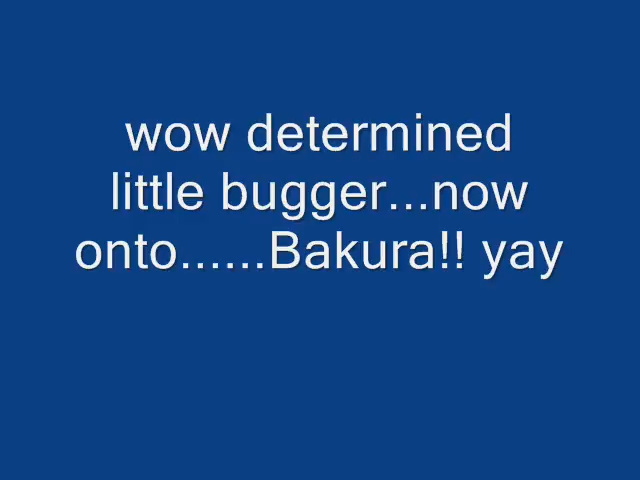 wow determined
little bugger...now
onto......Bakura!! yay